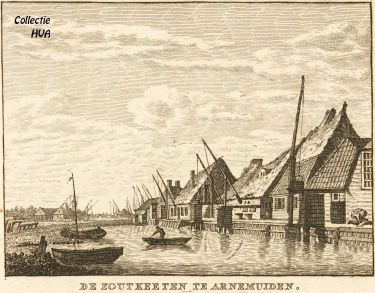 Collectie
HVA
DE ZOUTKEETEN TE ARNEMUIDEN.